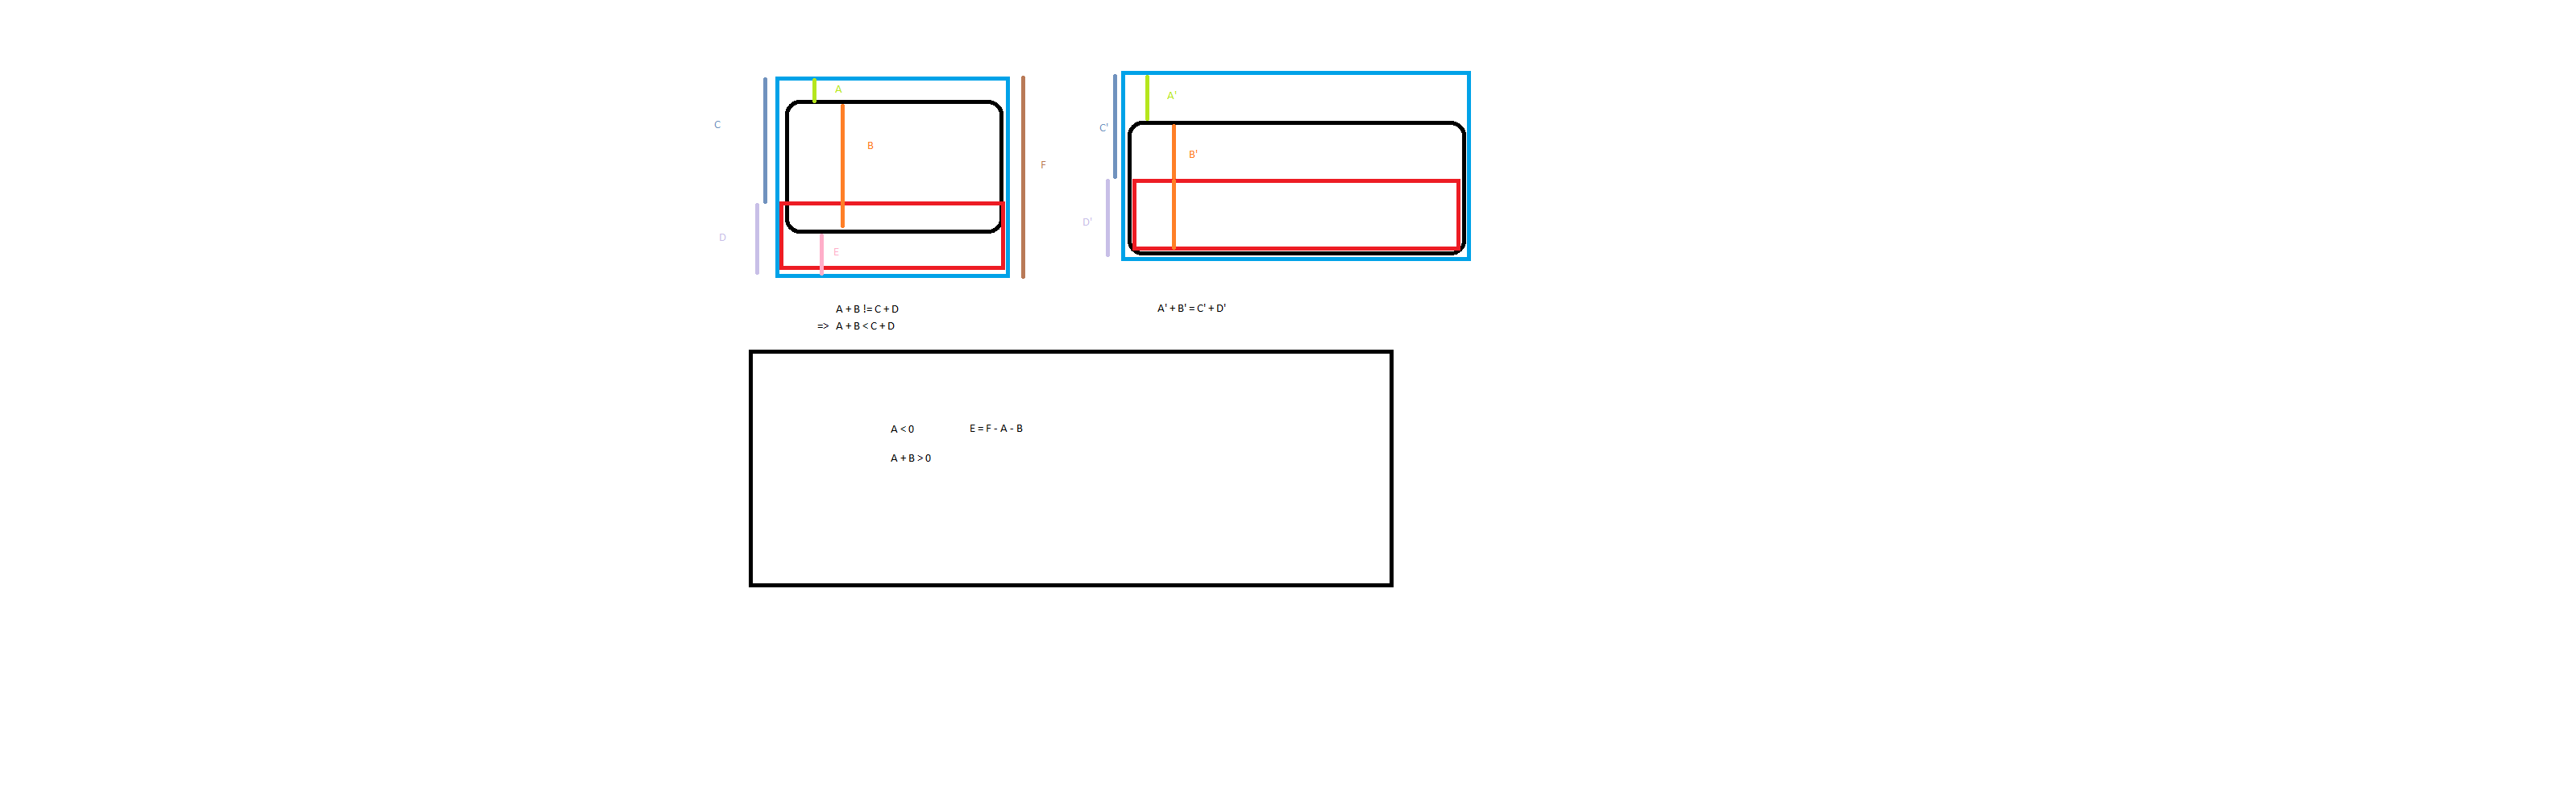 A
A'
C
C'
B
B'
F
D'
D
E
A + B != C + D
A' + B' = C' + D'
=> A + B < C + D
A < 0
E = F - A - B
A + B > 0